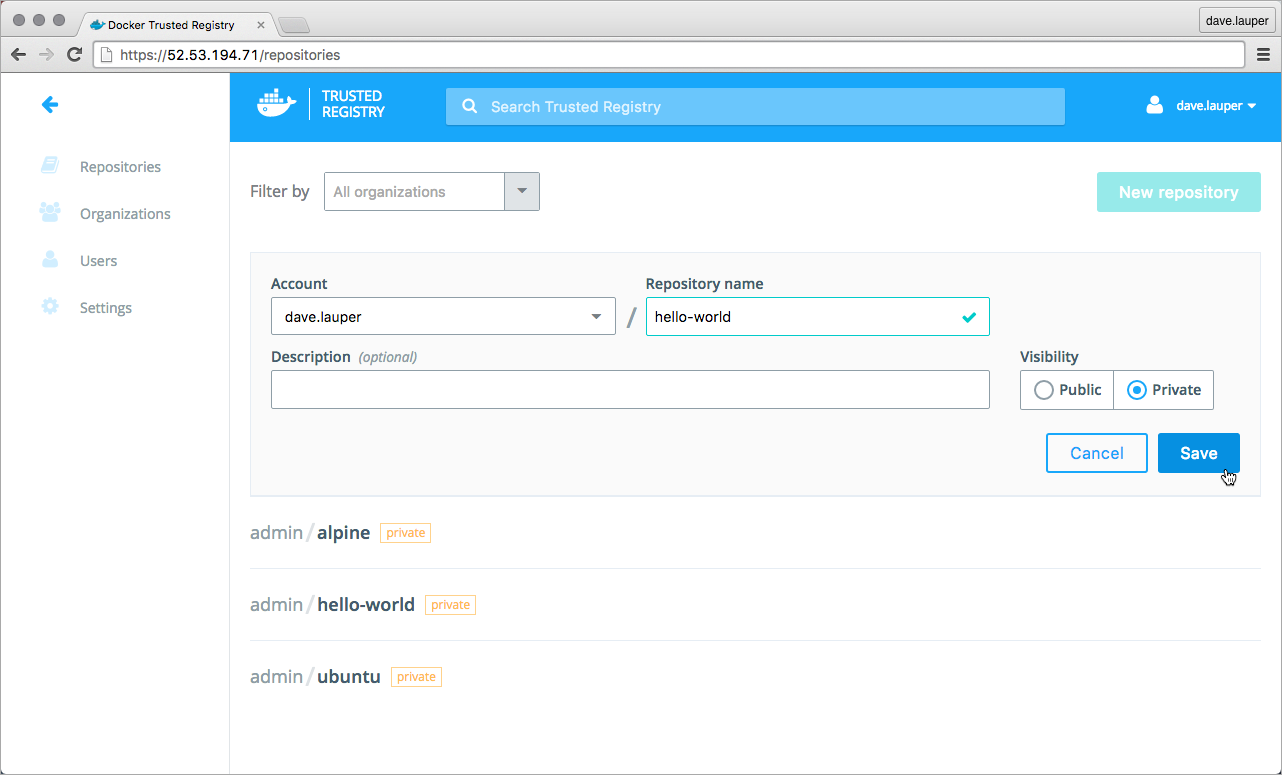 Docker Trusted Registry
dave.lauper
https://52.53.194.71/repositories
TRUSTED
REGISTRY
Search Trusted Registry
dave.lauper
Repositories
Organizations
Users
Settings
Filter by
All organizations
New repository
Account
Repository name
dave.lauper
/
hello-world
Description (optional)
Visibility
Public
Private
Cancel
Save
admin/alpine private
admin/hello-world private
admin/ubuntu private